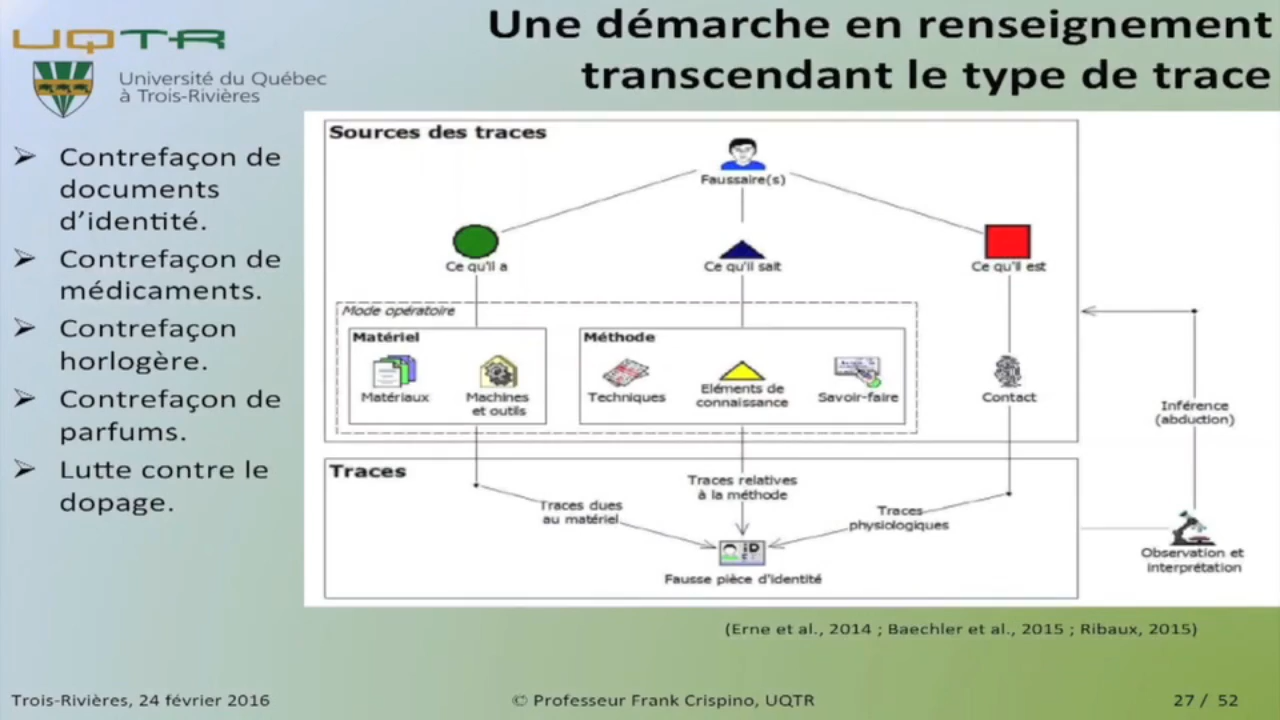 UQTR
Université du Québec
à Trois-Rivières
Une démarche en renseignement
transcendant le type de trace
Contrefaçon de
documents
d'identité.
Contrefaçon de
médicaments.
Contrefaçon
horlogère.
Contrefaçon de
parfums.
Lutte contre le
dopage.
Sources des traces
Faussaire(s)
Ce qu'il a
Ce qu'il sait
Ce qu'il est
Mode opératoire
Matériel
Matériaux
Machines
et outils
Méthode
Techniques
Eléments de
connaissance
Savoir-faire
Contact
Inférence
(abduction)
Traces
Traces dues
au matériel
Traces relatives
à la méthode
Traces
physiologiques
Fausse pièce d'identité
Observation et
interprétation
(Erne et al., 2014 ; Baechler et al., 2015 ; Ribaux, 2015)
Trois-Rivières, 24 février 2016
© Professeur Frank Crispino, UQTR
27 / 52